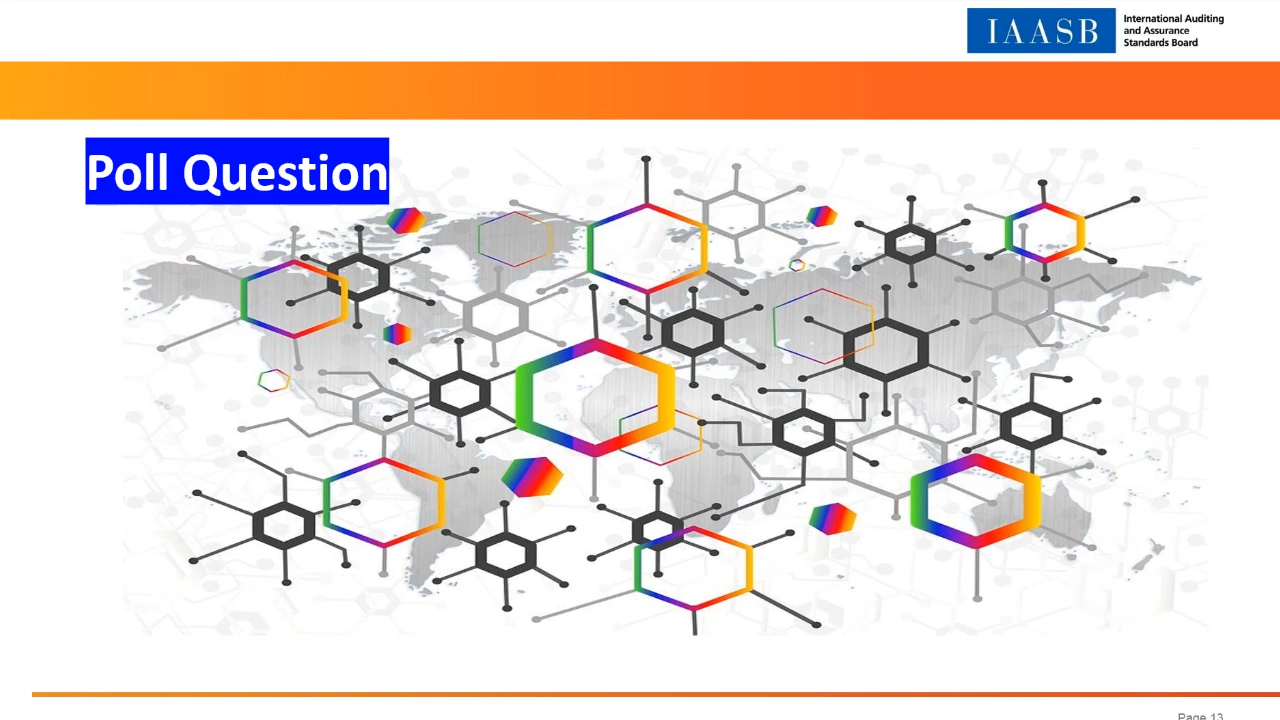 IAASB
International Auditing
and Assurance
Standards Board
Poll Question
Page 13